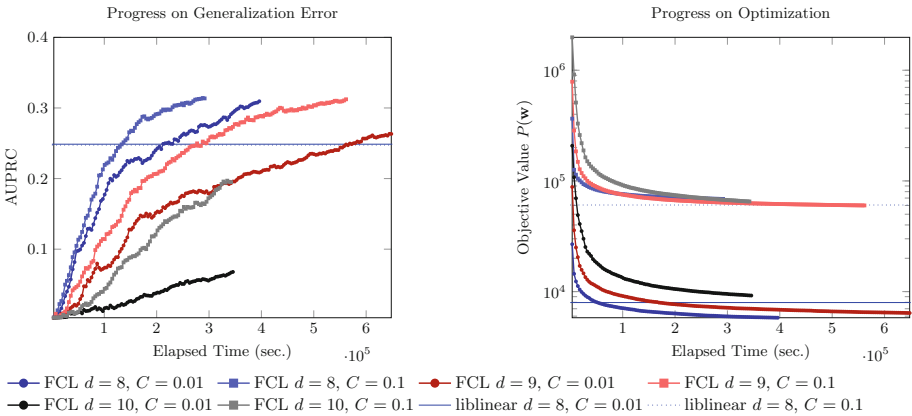 Progress on Generalization Error
0.4
0.3
0.2
0.1
AUPRC
1 2 3 4 5 6
Elapsed Time (sec.)
·10^5
Progress on Optimization
10^6
10^5
10^4
Objective Value P(w)
1 2 3 4 5 6
Elapsed Time (sec.)
·10^5
FCL d = 8, C = 0.01 FCL d = 8, C = 0.1 FCL d = 9, C = 0.01 FCL d = 9, C = 0.1
FCL d = 10, C = 0.01 FCL d = 10, C = 0.1 liblinear d = 8, C = 0.01 liblinear d = 8, C = 0.1